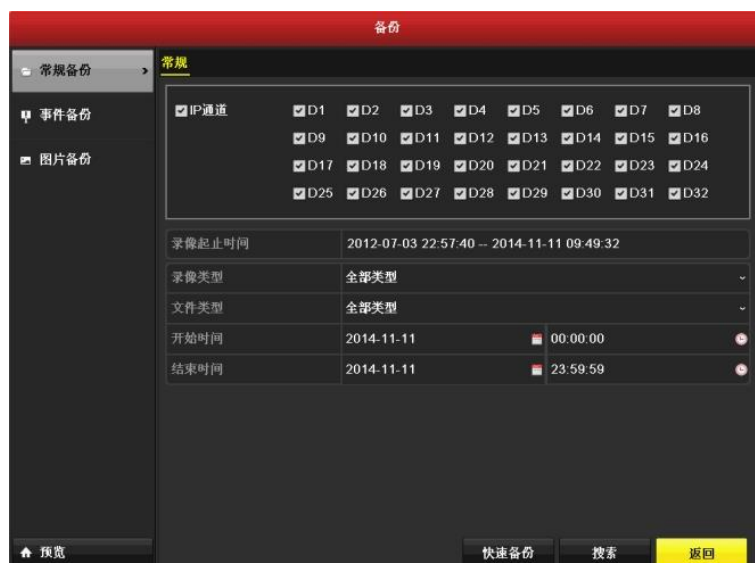 备份
常规备份
事件备份
图片备份
常规
IP通道 D1 D2 D3 D4 D5 D6 D7 D8
D9 D10 D11 D12 D13 D14 D15 D16
D17 D18 D19 D20 D21 D22 D23 D24
D25 D26 D27 D28 D29 D30 D31 D32
录像起止时间 2012-07-03 22:57:40 -- 2014-11-11 09:49:32
录像类型 全部类型
文件类型 全部类型
开始时间 2014-11-11 00:00:00
结束时间 2014-11-11 23:59:59
预览 快速备份 搜索 返回